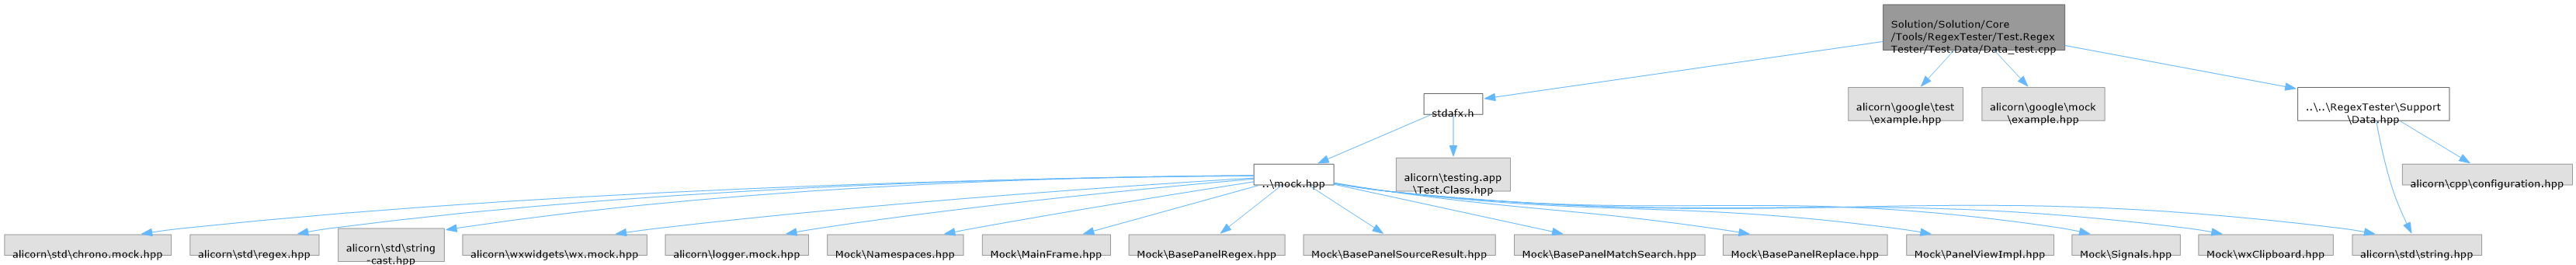 Solution/Solution/Core
/Tools/RegexTester/Test.Regex
Tester/Test.Data/Data_test.cpp
stdafx.h
alicorn\google\test
\example.hpp
alicorn\google\mock
\example.hpp
..\..\RegexTester\Support
\Data.hpp
..\mock.hpp
alicorn\testing.app
\Test.Class.hpp
alicorn\cpp\configuration.hpp
alicorn\std\chrono.mock.hpp
alicorn\std\regex.hpp
alicorn\std\string
-cast.hpp
alicorn\wxwidgets\wx.mock.hpp
alicorn\logger.mock.hpp
Mock\Namespaces.hpp
Mock\MainFrame.hpp
Mock\BasePanelRegex.hpp
Mock\BasePanelSourceResult.hpp
Mock\BasePanelMatchSearch.hpp
Mock\BasePanelReplace.hpp
Mock\PanelViewImpl.hpp
Mock\Signals.hpp
Mock\wxClipboard.hpp
alicorn\std\string.hpp